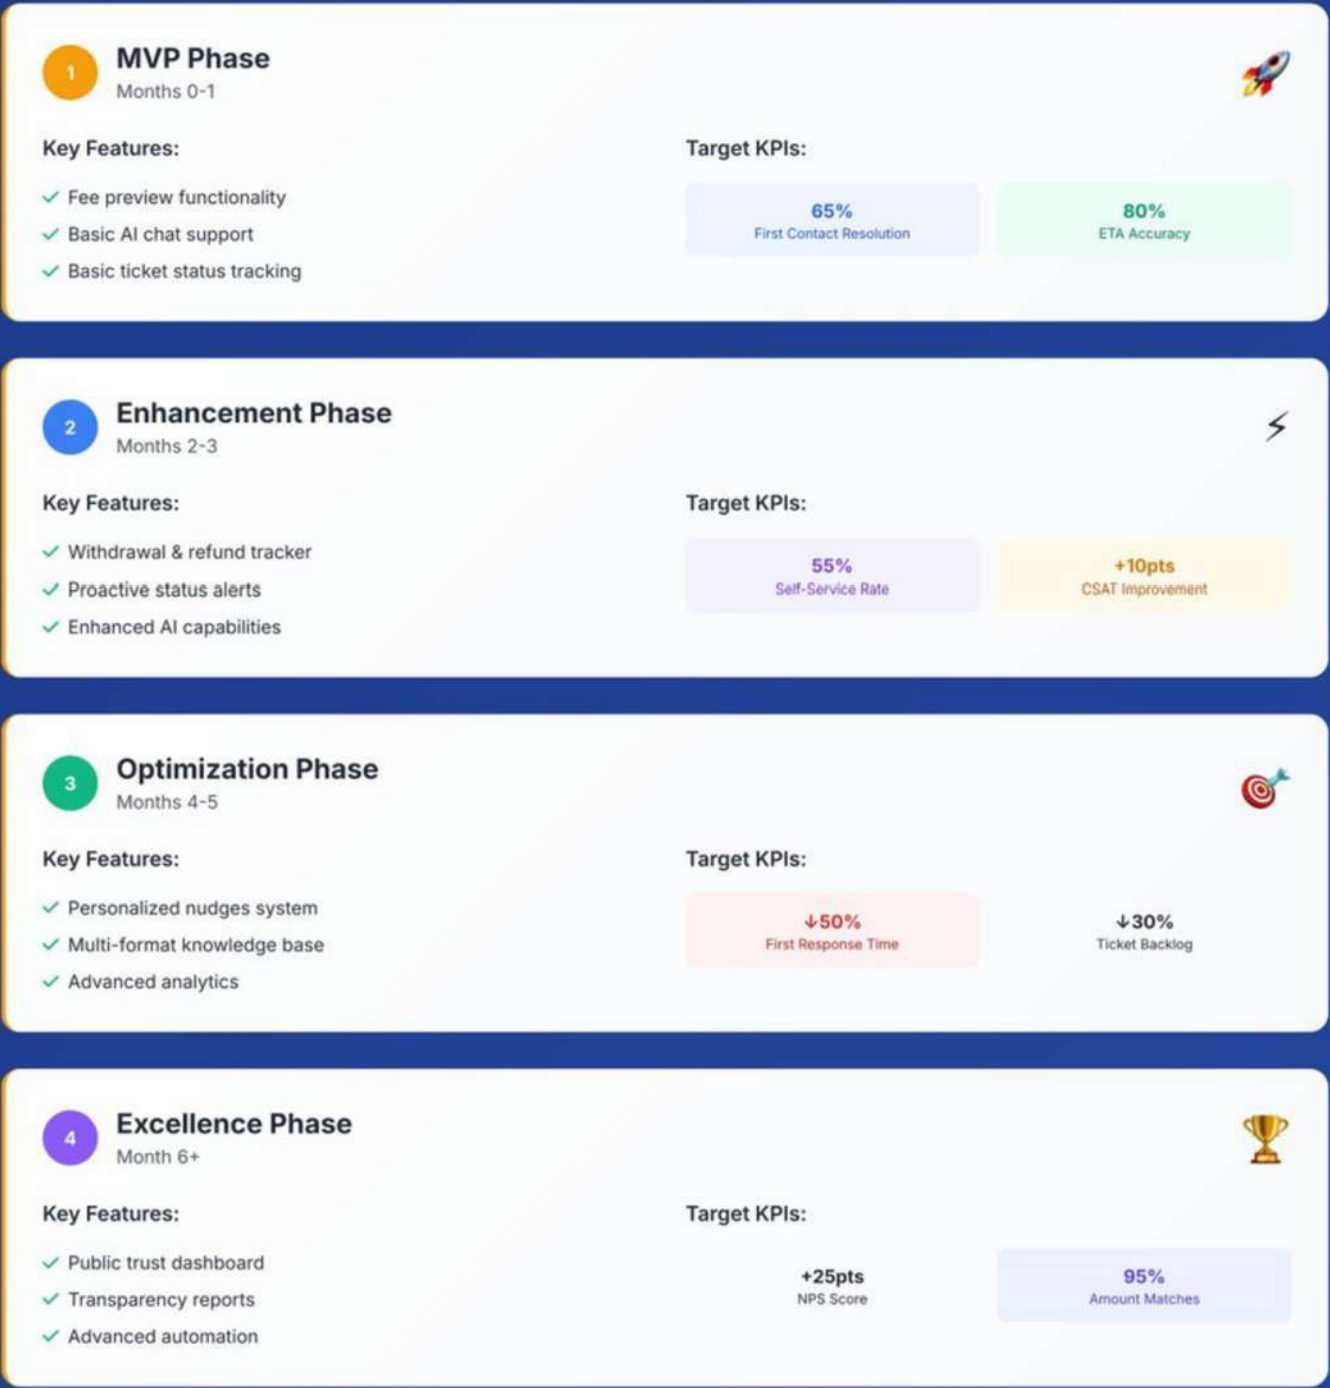 1
MVP Phase
Months 0-1
Key Features:
Fee preview functionality
Basic AI chat support
Basic ticket status tracking
Target KPIs:
65%
First Contact Resolution
80%
ETA Accuracy
2
Enhancement Phase
Months 2-3
Key Features:
Withdrawal & refund tracker
Proactive status alerts
Enhanced AI capabilities
Target KPIs:
55%
Self-Service Rate
+10pts
CSAT Improvement
3
Optimization Phase
Months 4-5
Key Features:
Personalized nudges system
Multi-format knowledge base
Advanced analytics
Target KPIs:
↓50%
First Response Time
↓30%
Ticket Backlog
4
Excellence Phase
Month 6+
Key Features:
Public trust dashboard
Transparency reports
Advanced automation
Target KPIs:
+25pts
NPS Score
95%
Amount Matches